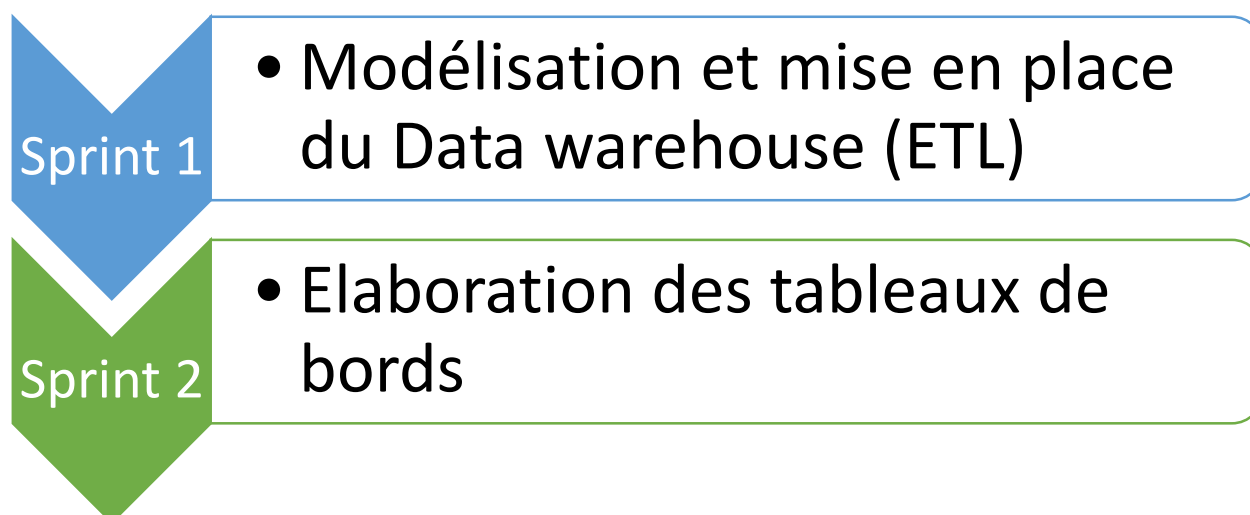 Sprint 1
• Modélisation et mise en place
du Data warehouse (ETL)
Sprint 2
• Elaboration des tableaux de
bords